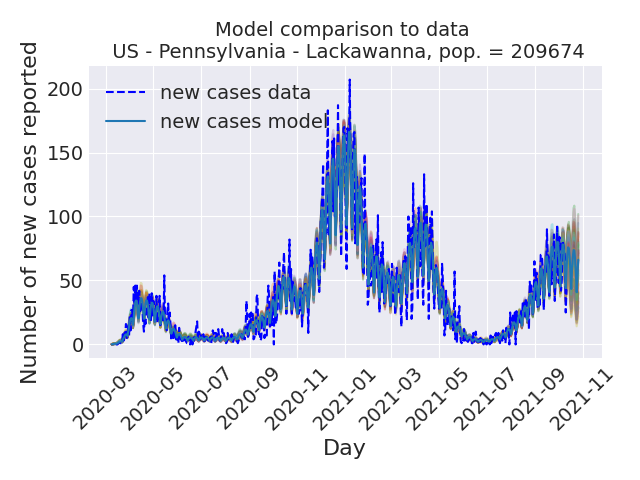 Model comparison to data
US - Pennsylvania - Lackawanna, pop. = 209674
Number of new cases reported
200
150
100
50
0
new cases data
new cases model
2020-03
2020-05
2020-07
2020-09
2020-11
2021-01
2021-03
2021-05
2021-07
2021-09
2021-11
Day